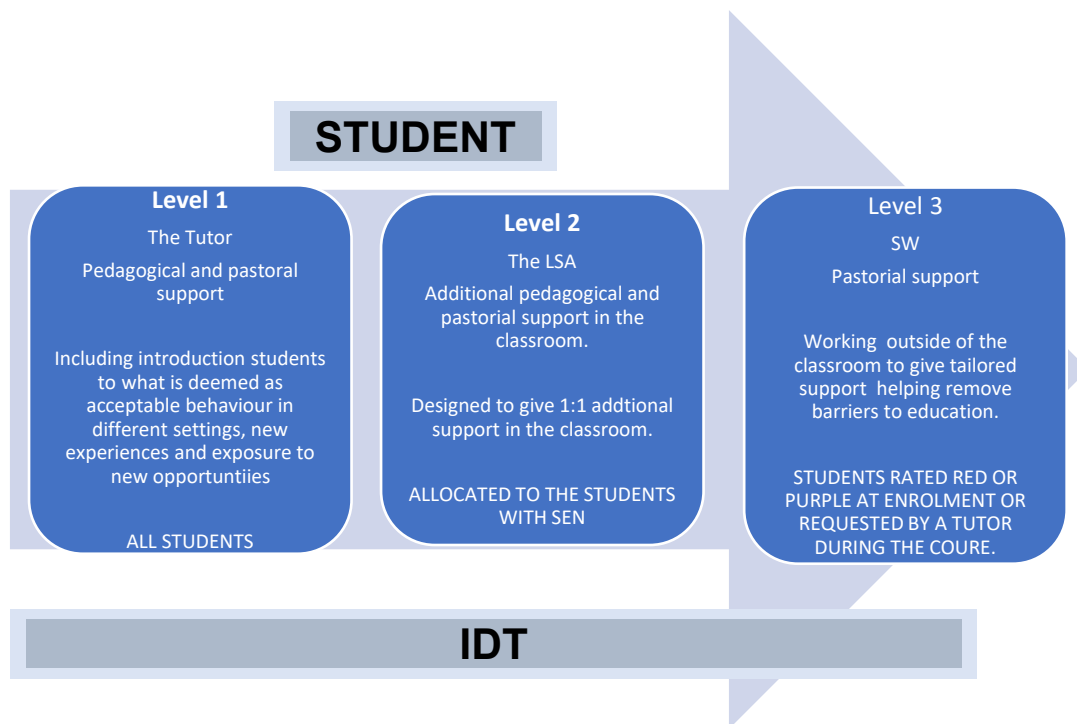 STUDENT
Level 1
The Tutor
Pedagogical and pastoral
support
Including introduction students
to what is deemed as
acceptable behaviour in
different settings, new
experiences and exposure to
new opportuntiies
ALL STUDENTS
Level 2
The LSA
Additional pedagogical and
pastorial support in the
classroom.
Designed to give 1:1 addtional
support in the classroom.
ALLOCATED TO THE STUDENTS
WITH SEN
Level 3
SW
Pastorial support
Working outside of the
classroom to give tailored
support helping remove
barriers to education.
STUDENTS RATED RED OR
PURPLE AT ENROLMENT OR
REQUESTED BY A TUTOR
DURING THE COURE.
IDT